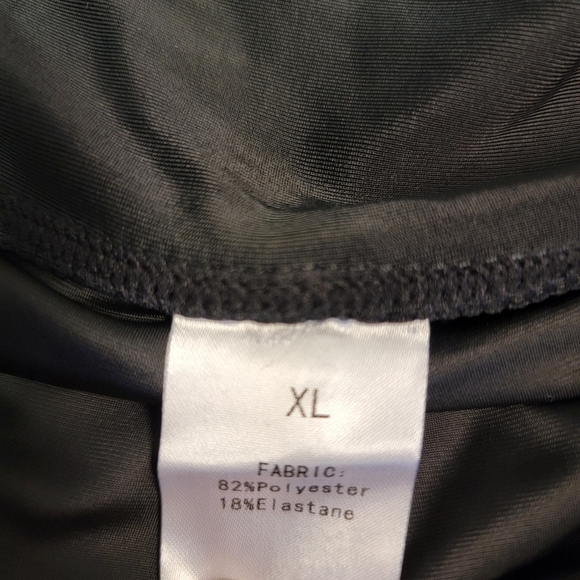 XL
FABRIC:
82%Polyester
18%Elastane